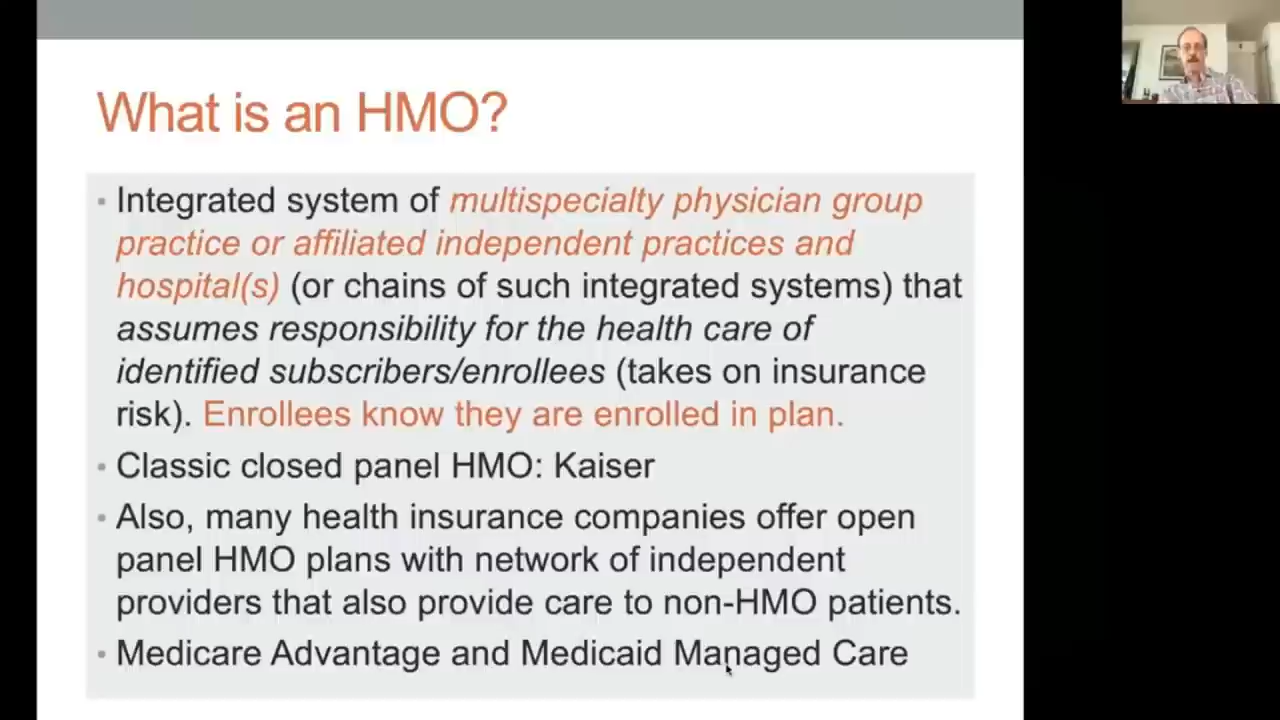 What is an HMO?
Integrated system of multispecialty physician group
practice or affiliated independent practices and
hospital(s) (or chains of such integrated systems) that
assumes responsibility for the health care of
identified subscribers/enrollees (takes on insurance
risk). Enrollees know they are enrolled in plan.
Classic closed panel HMO: Kaiser
Also, many health insurance companies offer open
panel HMO plans with network of independent
providers that also provide care to non-HMO patients.
Medicare Advantage and Medicaid Managed Care